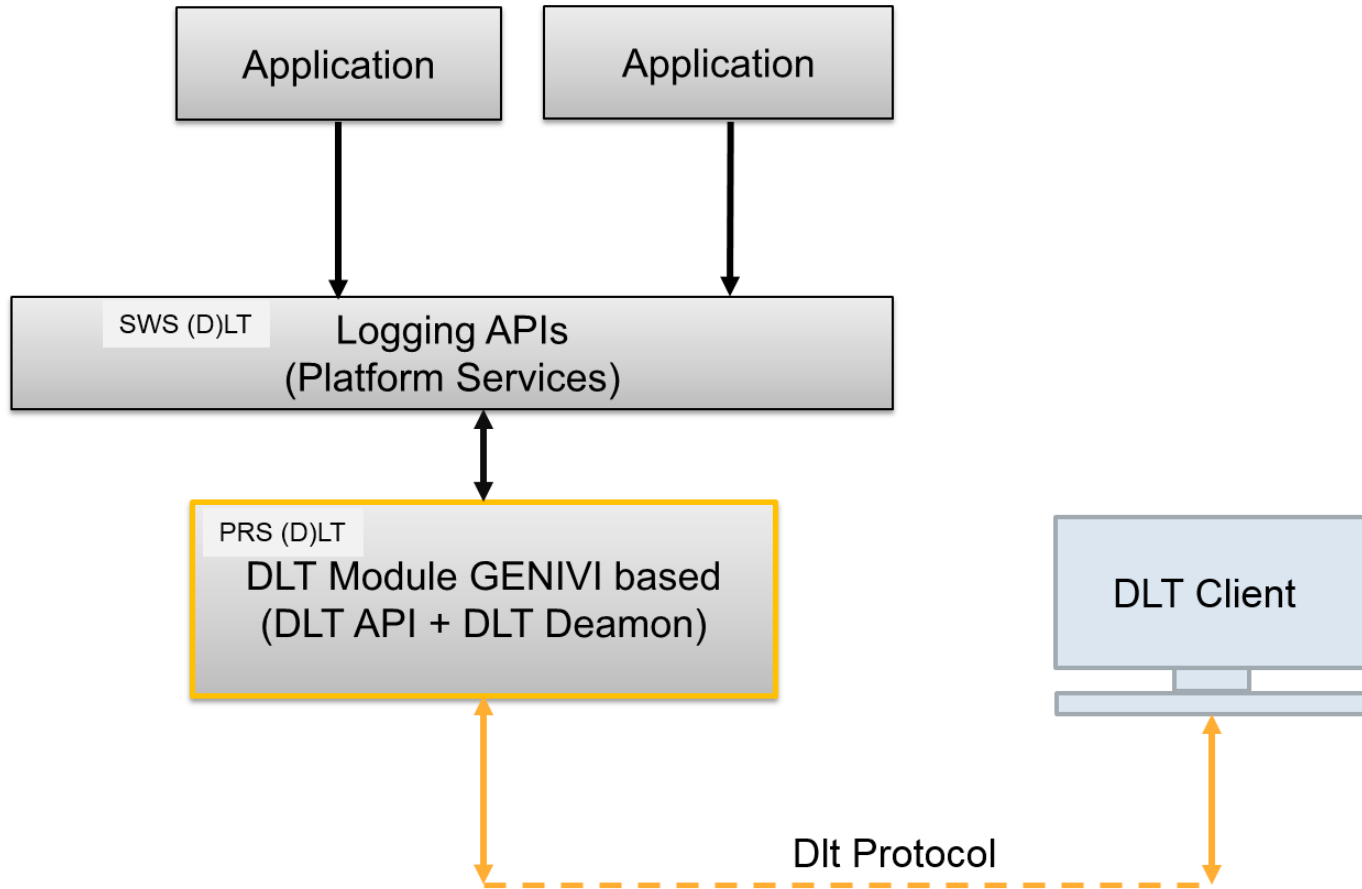 Application
Application
SWS (D)LT
Logging APIs
(Platform Services)
PRS (D)LT
DLT Module GENIVI based
(DLT API + DLT Deamon)
DLT Client
Dlt Protocol